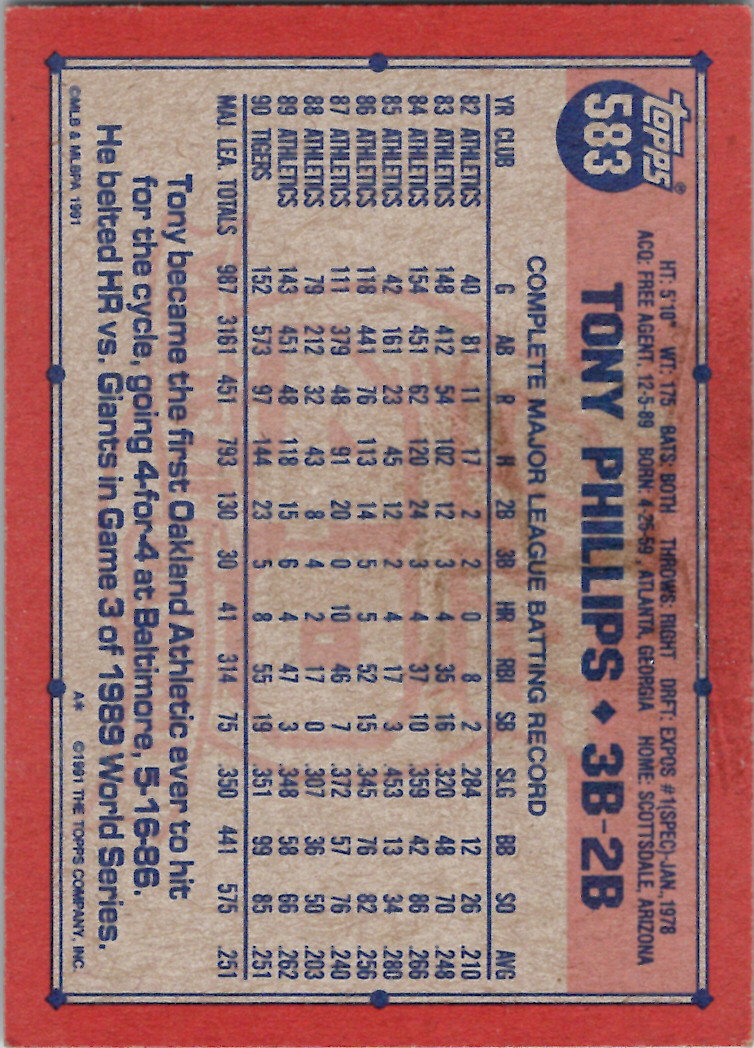 TOPPS®
583
HT: 5'10" WT: 175 BATS: BOTH THROWS: RIGHT DRAFT: EXPOS #1(SPEC)-JAN., 1978
ACQ: FREE AGENT, 12-5-89 BORN: 4-25-59, ATLANTA, GEORGIA HOME: SCOTTSDALE, ARIZONA
TONY PHILLIPS ♦ 3B-2B
COMPLETE MAJOR LEAGUE BATTING RECORD
YR CLUB G AB R H 2B 3B HR RBI SB SLG BB SO AVG
82 ATHLETICS 40 81 11 17 2 2 0 8 2 .284 12 26 .210
83 ATHLETICS 148 412 54 102 12 3 4 35 16 .320 48 70 .248
84 ATHLETICS 154 451 62 120 24 3 4 37 10 .359 42 86 .266
85 ATHLETICS 42 161 23 45 12 2 4 17 3 .453 13 34 .280
86 ATHLETICS 118 441 76 113 14 5 5 52 15 .345 76 82 .256
87 ATHLETICS 111 379 48 91 20 0 10 46 7 .372 57 76 .240
88 ATHLETICS 79 212 32 43 8 4 2 17 0 .307 36 50 .203
89 ATHLETICS 143 451 48 118 15 6 4 47 3 .348 58 66 .262
90 TIGERS 152 573 97 144 23 5 8 55 19 .351 99 85 .251
MAJ. LEA. TOTALS 987 3161 451 793 130 30 41 314 75 .350 441 575 .251
Tony became the first Oakland Athletic ever to hit
for the cycle, going 4-for-4 at Baltimore, 5-16-86.
He belted HR vs. Giants in Game 3 of 1989 World Series.
©MLB & MLBPA 1991 A* ©1991 THE TOPPS COMPANY, INC.